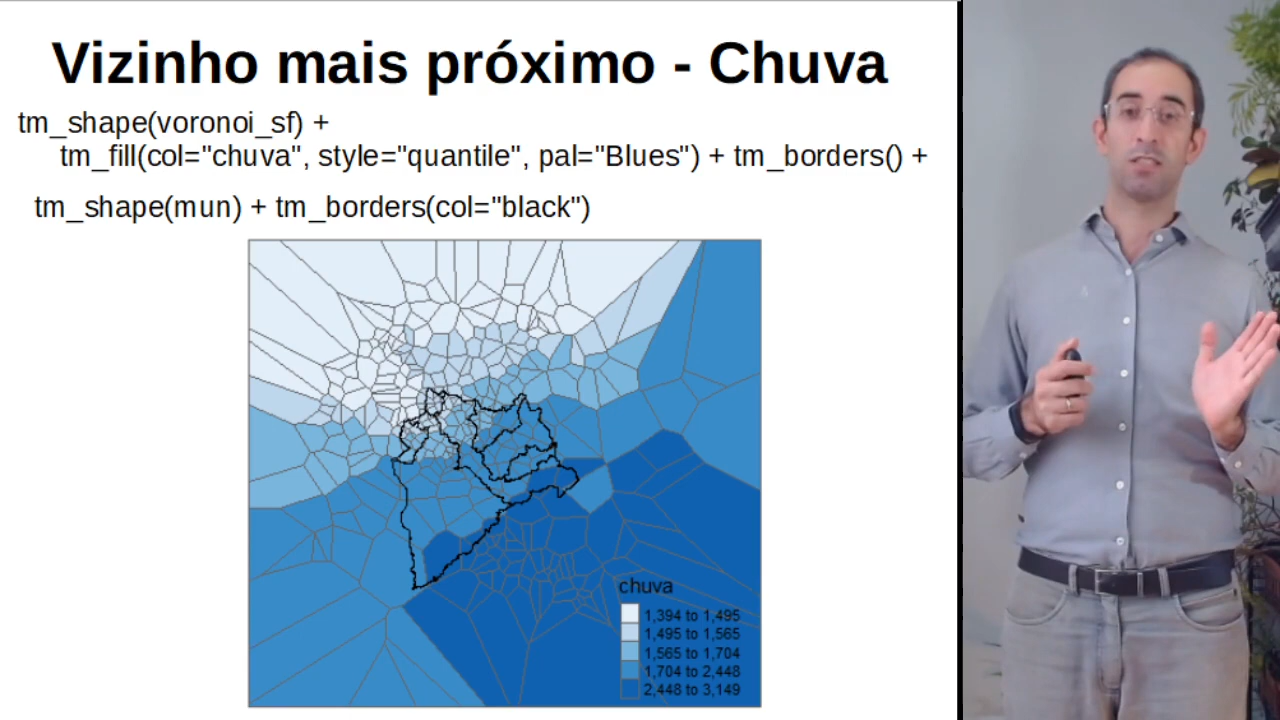 Vizinho mais próximo - Chuva
tm_shape(voronoi_sf) +
tm_fill(col="chuva", style="quantile", pal="Blues") + tm_borders() +
tm_shape(mun) + tm_borders(col="black")
chuva
1,394 to 1,495
1,495 to 1,565
1,565 to 1,704
1,704 to 2,448
2,448 to 3,149